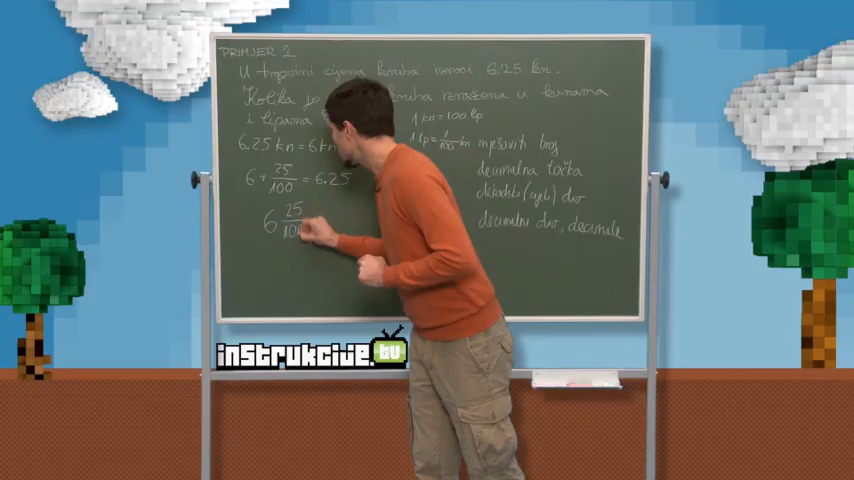 PRIMJER 2
U trgovini cijena kruha iznosi 6.25 kn.
Kolika je kruha izražena u kunama
i lipama
1 kn = 100 lp
6.25 kn = 6 kn
1 lp = 1/100 kn
6 + 25/100 = 6.25
6 25/100
mješoviti broj
decimalna točka
dekadski (cijeli) dio
decimalni dio, decimale
instrukcije.tv